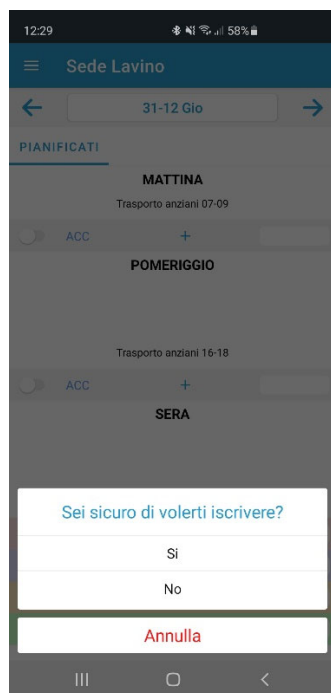 12:29
58%
Sede Lavino
31-12 Gio
PIANIFICATI
MATTINA
Trasporto anziani 07-09
ACC +
POMERIGGIO
Trasporto anziani 16-18
ACC +
SERA
Sei sicuro di volerti iscrivere?
Si
No
Annulla